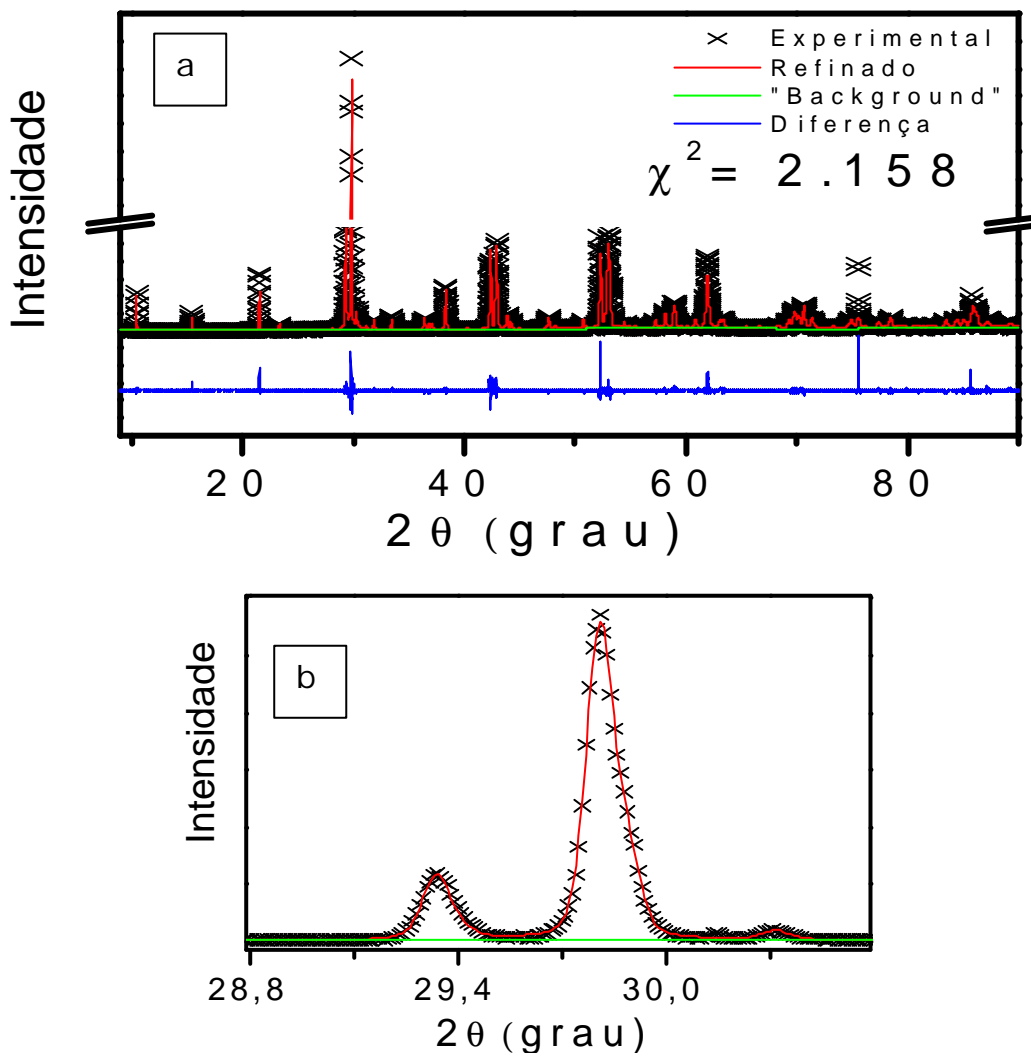 a
Experimental
Refinado
"Background"
Diferença
χ² = 2.158
Intensidade
20 40 60 80
2θ (grau)
b
Intensidade
28,8 29,4 30,0
2θ (grau)